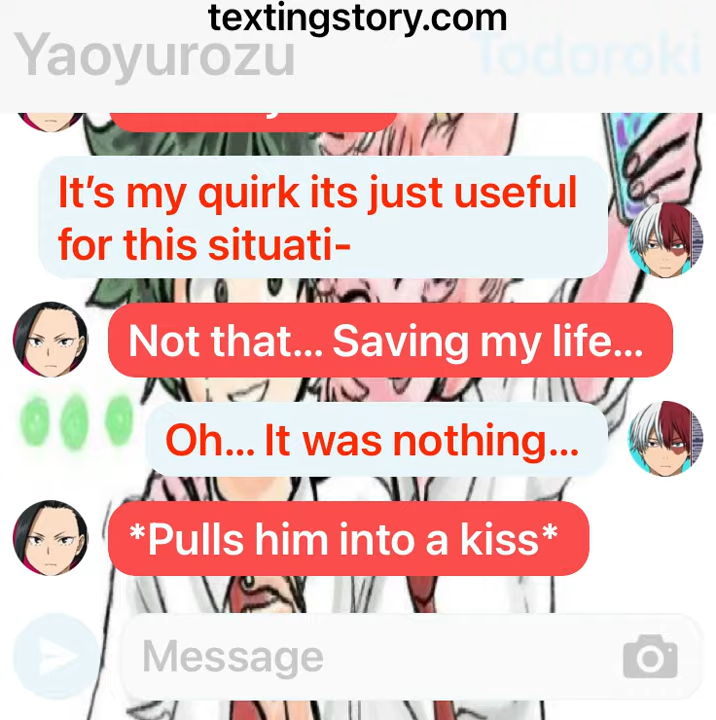 textingstory.com
Yaoyurozu
Todoroki
It's my quirk its just useful
for this situati-
Not that... Saving my life...
Oh... It was nothing...
*Pulls him into a kiss*
Message